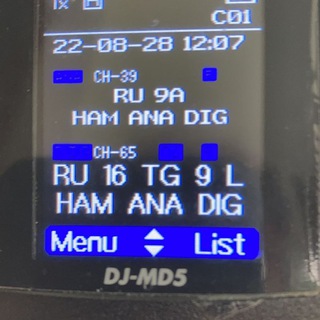 C01
22-08-28 12:07
CH-39
RU 9A
HAM ANA DIG
CH-65
RU 16 TG 9 L
HAM ANA DIG
Menu List
DJ-MD5